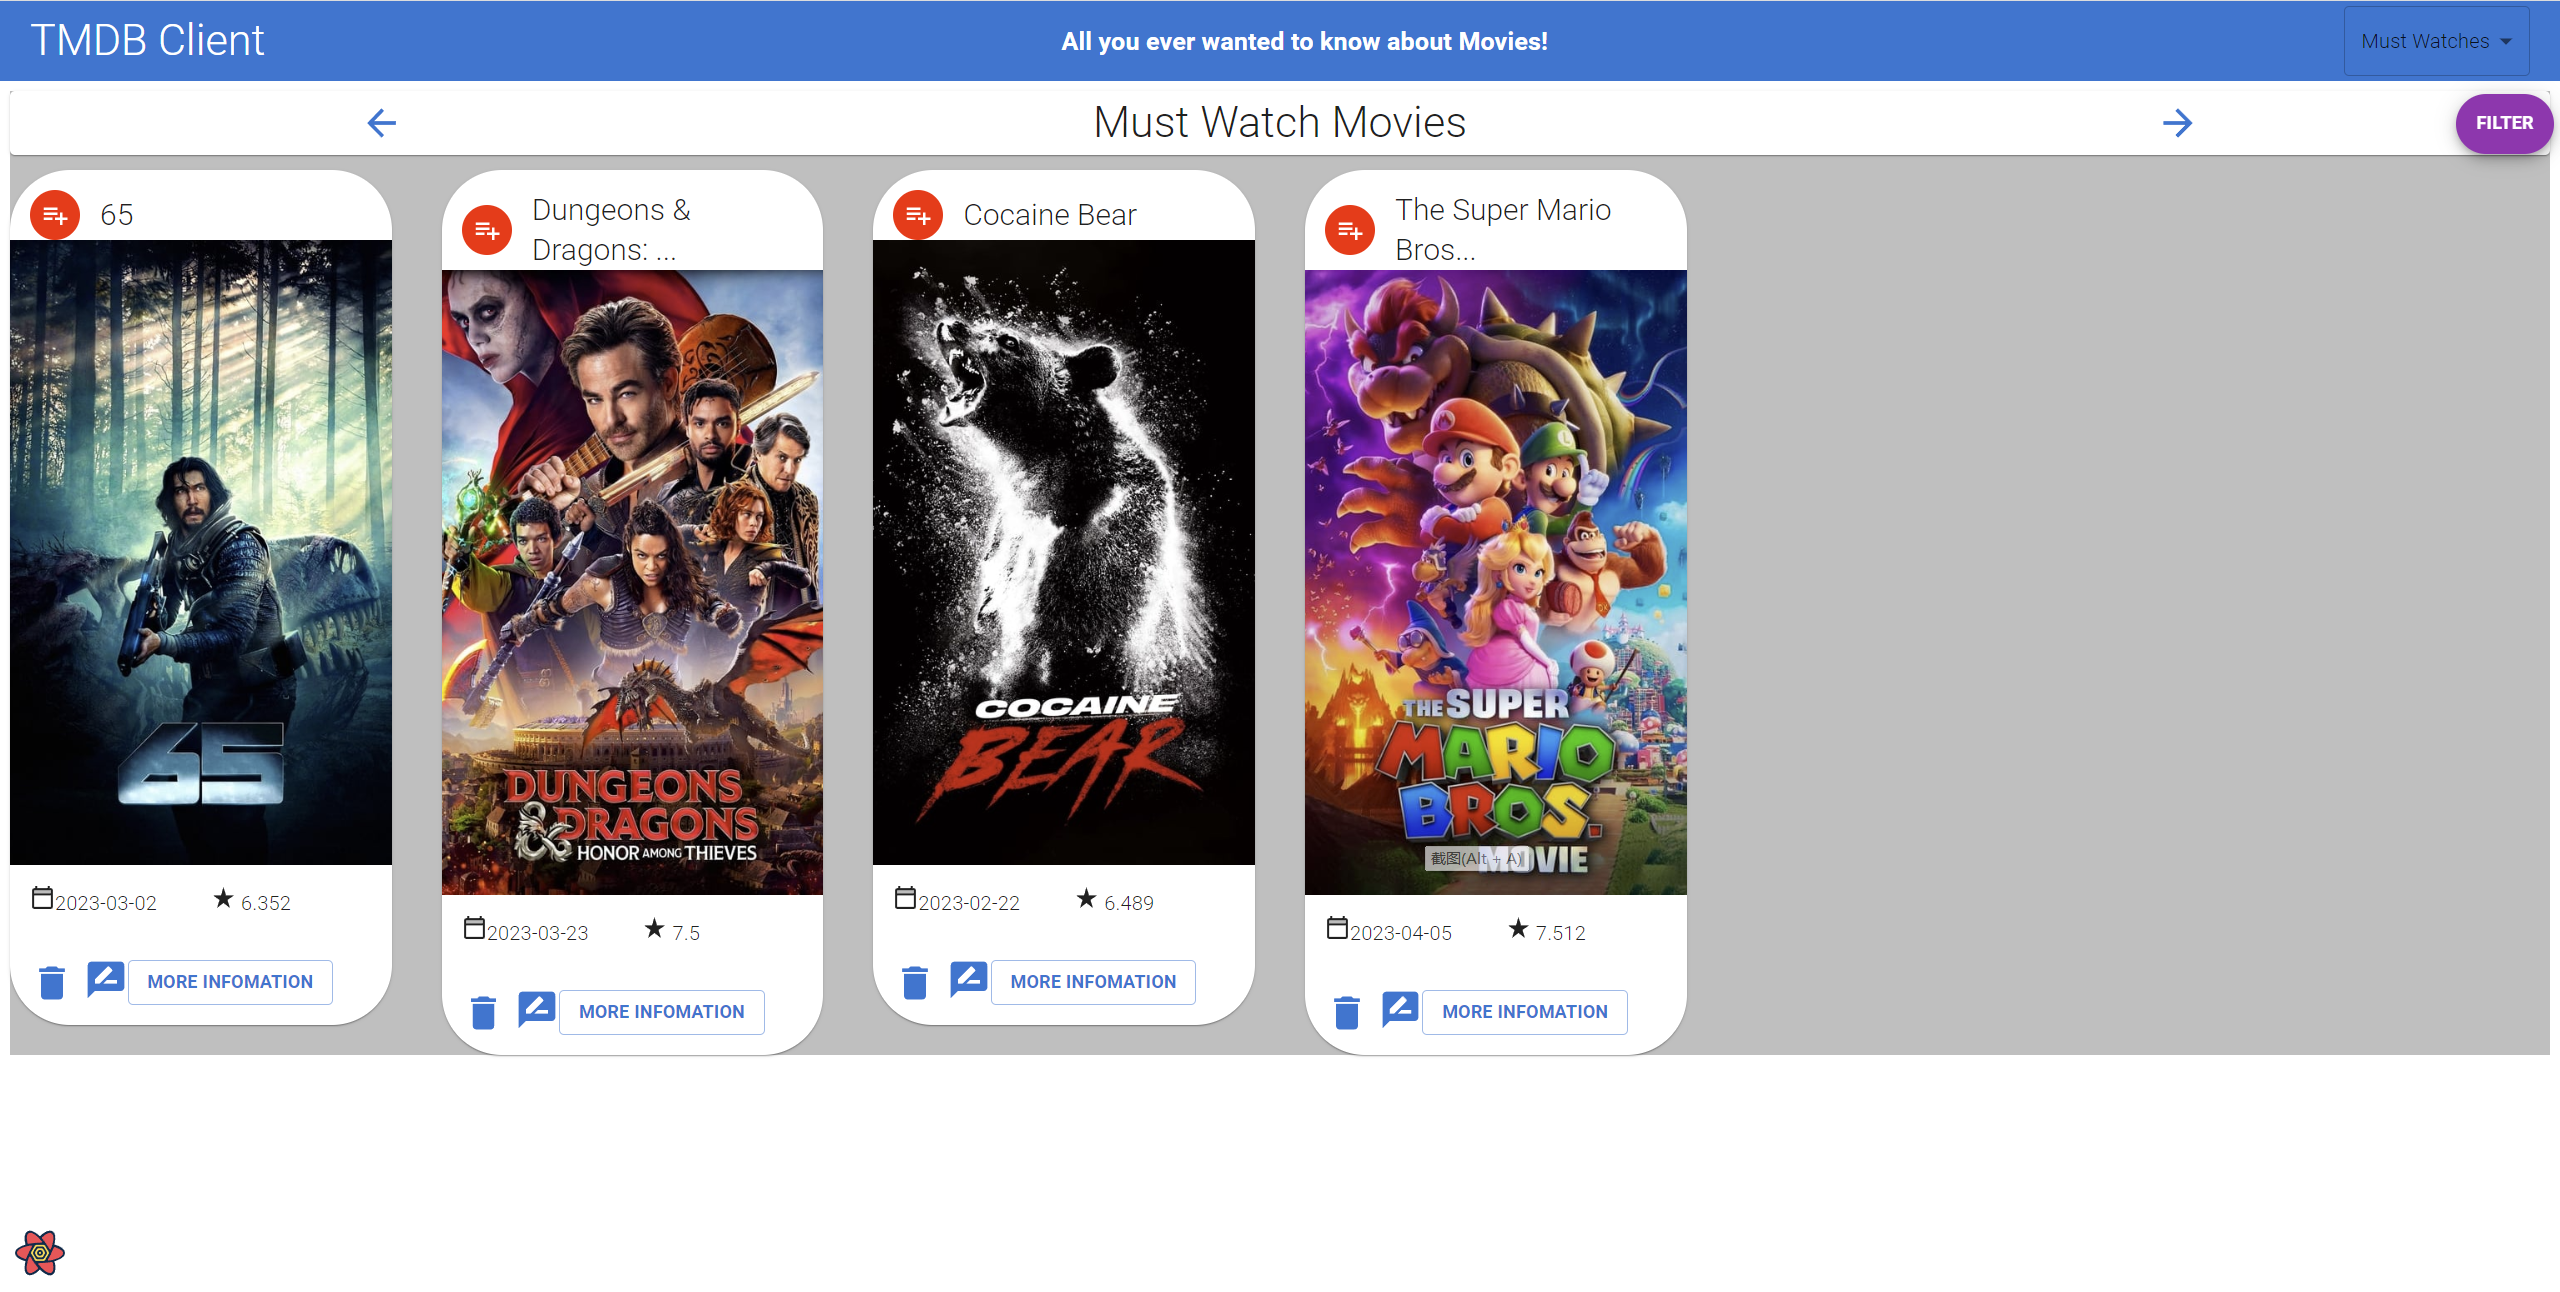 TMDB Client
All you ever wanted to know about Movies!
Must Watches
Must Watch Movies
FILTER
65
65
2023-03-02
6.352
MORE INFOMATION
Dungeons &
Dragons: ...
DUNGEONS
& DRAGONS
HONOR AMONG THIEVES
2023-03-23
7.5
MORE INFOMATION
Cocaine Bear
COCAINE
BEAR
2023-02-22
6.489
MORE INFOMATION
The Super Mario
Bros...
THE SUPER
MARIO
BROS.
MOVIE
截图(Alt + A)
2023-04-05
7.512
MORE INFOMATION